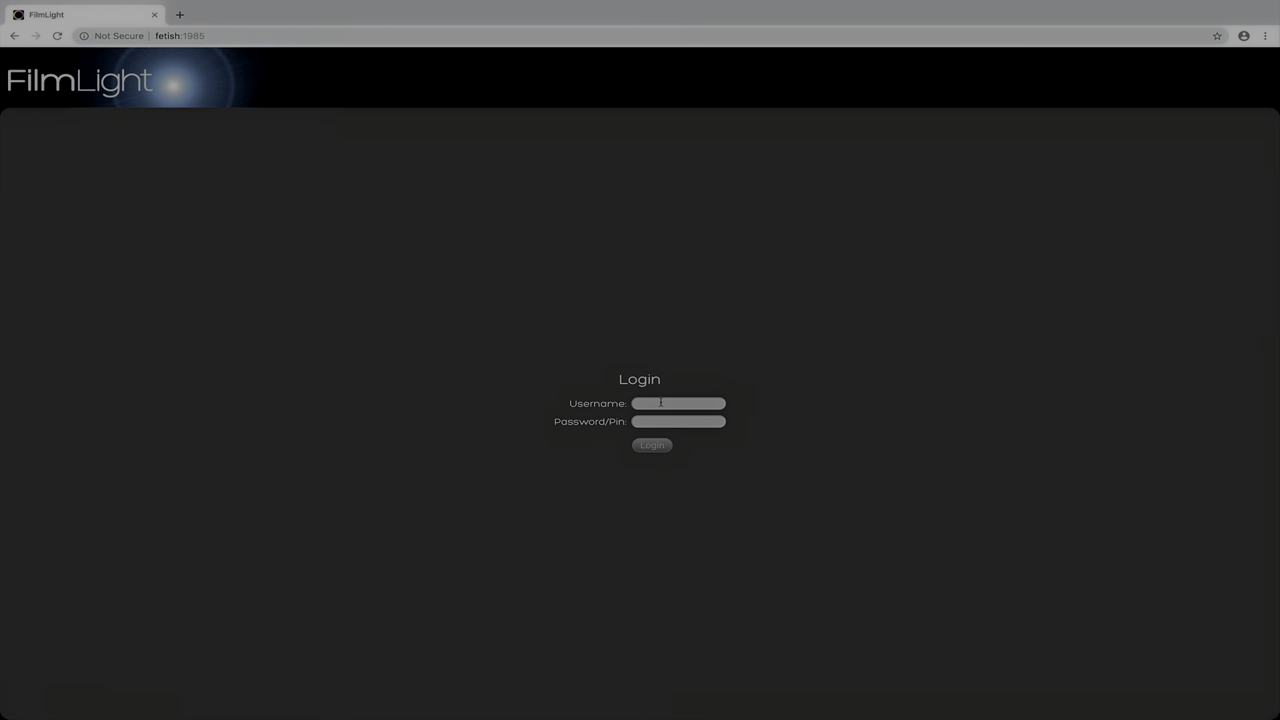 FilmLight
Not Secure | fetish:1985
FilmLight
Login
Username:
Password/Pin:
Login